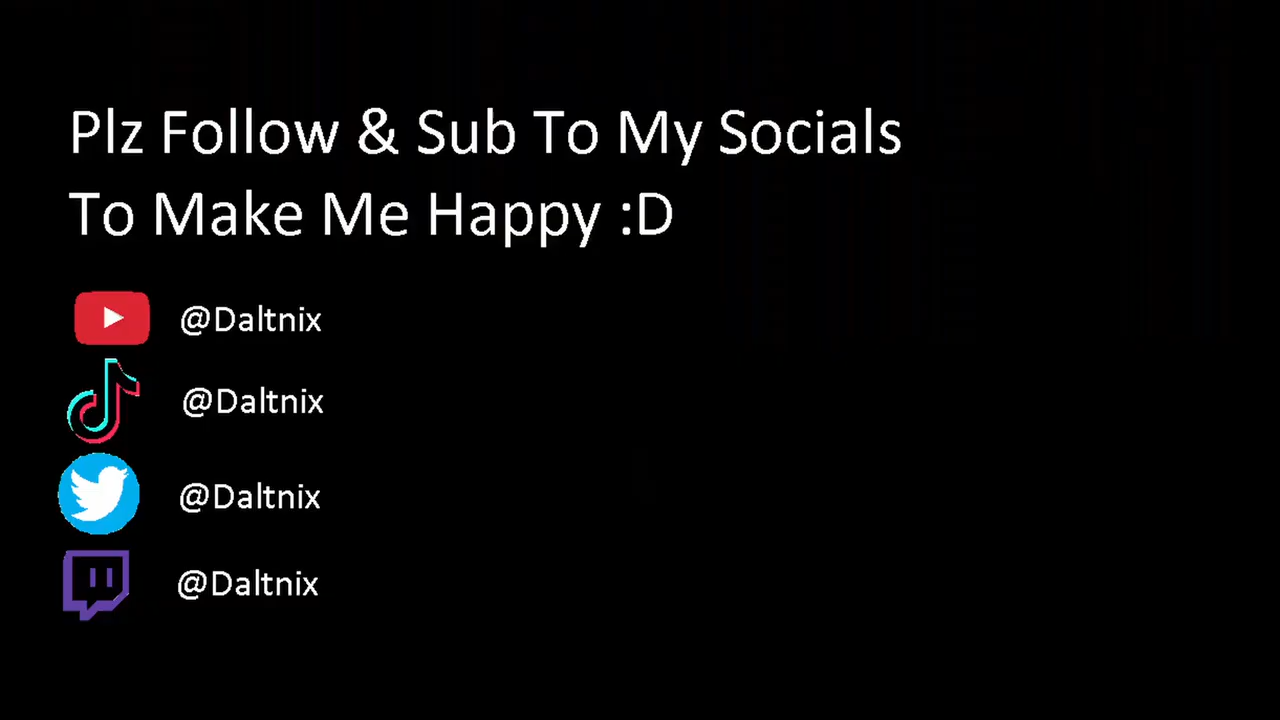 Plz Follow & Sub To My Socials
To Make Me Happy :D
@Daltnix
@Daltnix
@Daltnix
@Daltnix